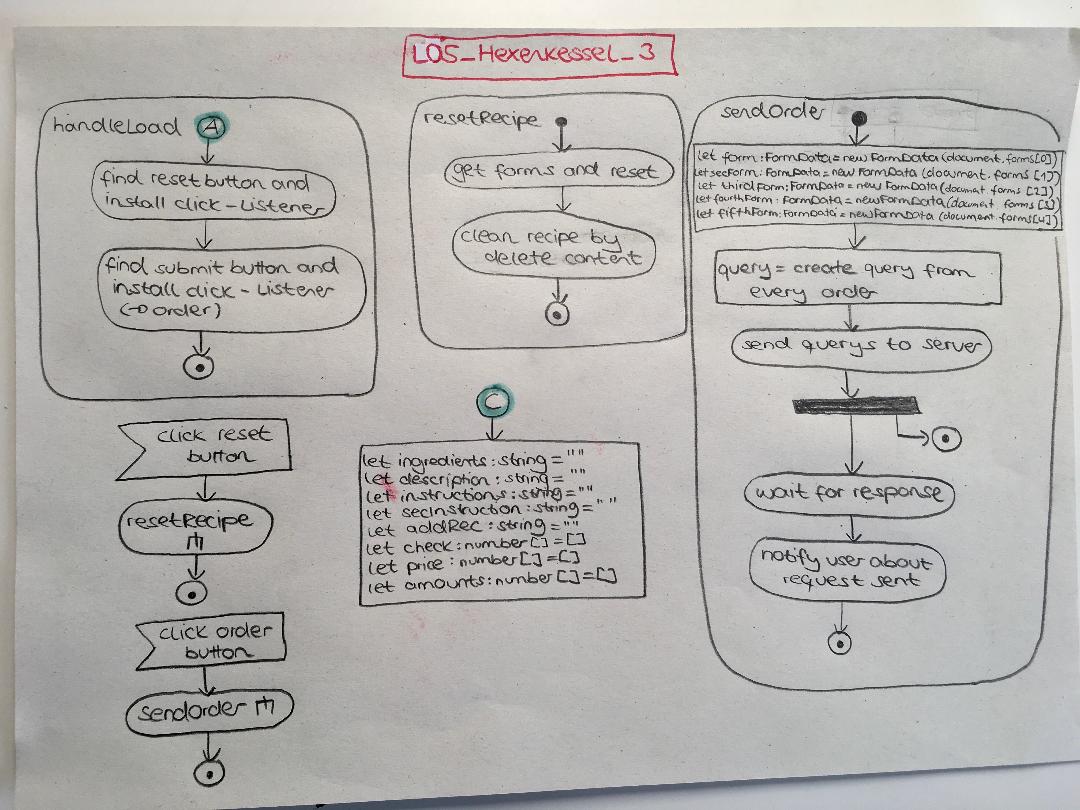 L05_Hexenkessel_3
handleLoad A
find reset button and
install click-Listener
find submit button and
install click-Listener
(→order)
click reset
button
resetRecipe
click order
button
sendOrder
resetRecipe
get forms and reset
clean recipe by
delete content
C
let ingredients:string=""
let description:string=""
let instructions:string=""
let secInstruction:string=""
let addRec:string=""
let check:number[]=[]
let price:number[]=[]
let amounts:number[]=[]
sendOrder
let form:FormData=new FormData(document.forms[0])
let secForm:FormData=new FormData(document.forms[1])
let thirdForm:FormData=new FormData(document.forms[2])
let fourthForm:FormData=new FormData(document.forms[3])
let fifthForm:FormData=new FormData(document.forms[4])
query=create query from
every order
send querys to server
wait for response
notify user about
request sent